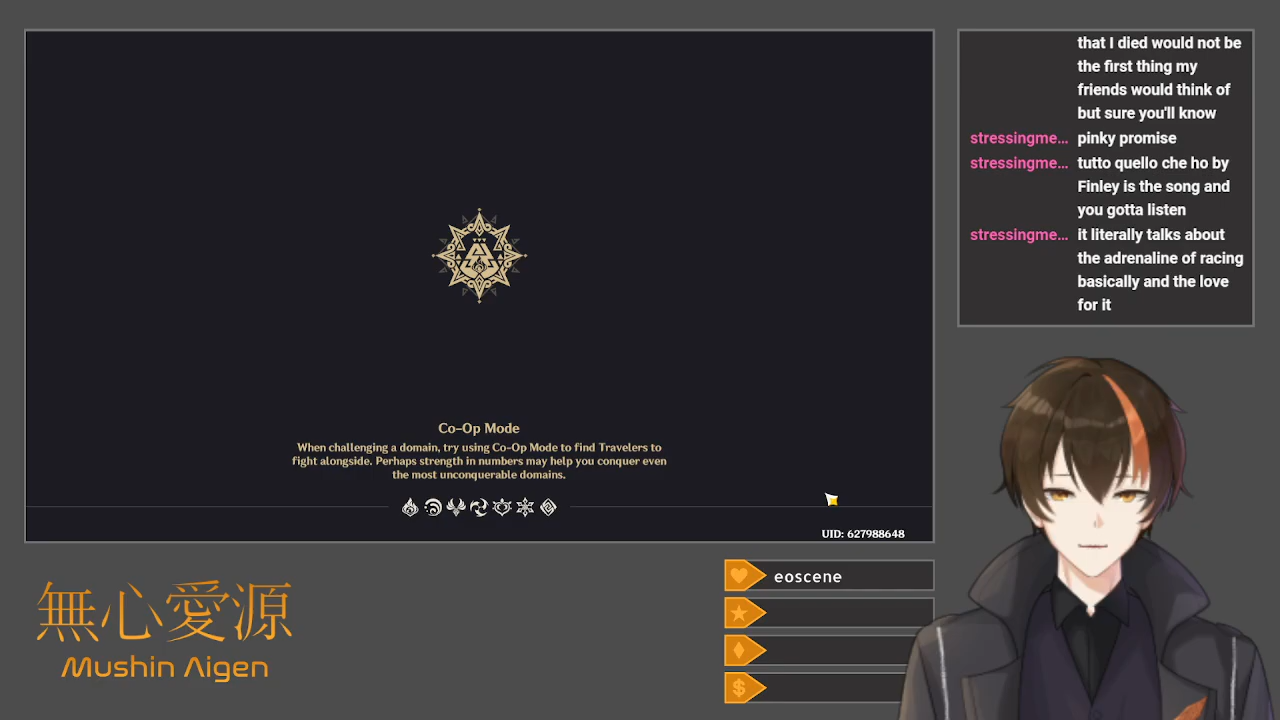 that I died would not be
the first thing my
friends would think of
but sure you'll know
stressingme... pinky promise
stressingme... tutto quello che ho by
Finley is the song and
you gotta listen
stressingme... it literally talks about
the adrenaline of racing
basically and the love
for it
Co-Op Mode
When challenging a domain, try using Co-Op Mode to find Travelers to
fight alongside. Perhaps strength in numbers may help you conquer even
the most unconquerable domains.
UID: 627988648
eoscene
無心愛源
Mushin Aigen